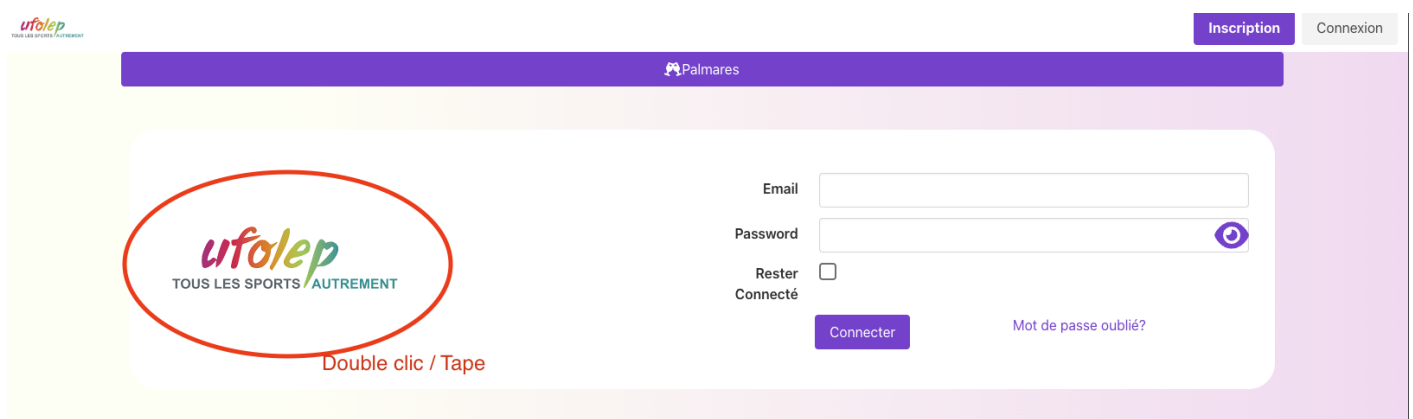 ufolep
TOUS LES SPORTS AUTREMENT
Inscription
Connexion
Palmares
ufolep
TOUS LES SPORTS AUTREMENT
Double clic / Tape
Email
Password
Rester
Connecté
Connecter
Mot de passe oublié?